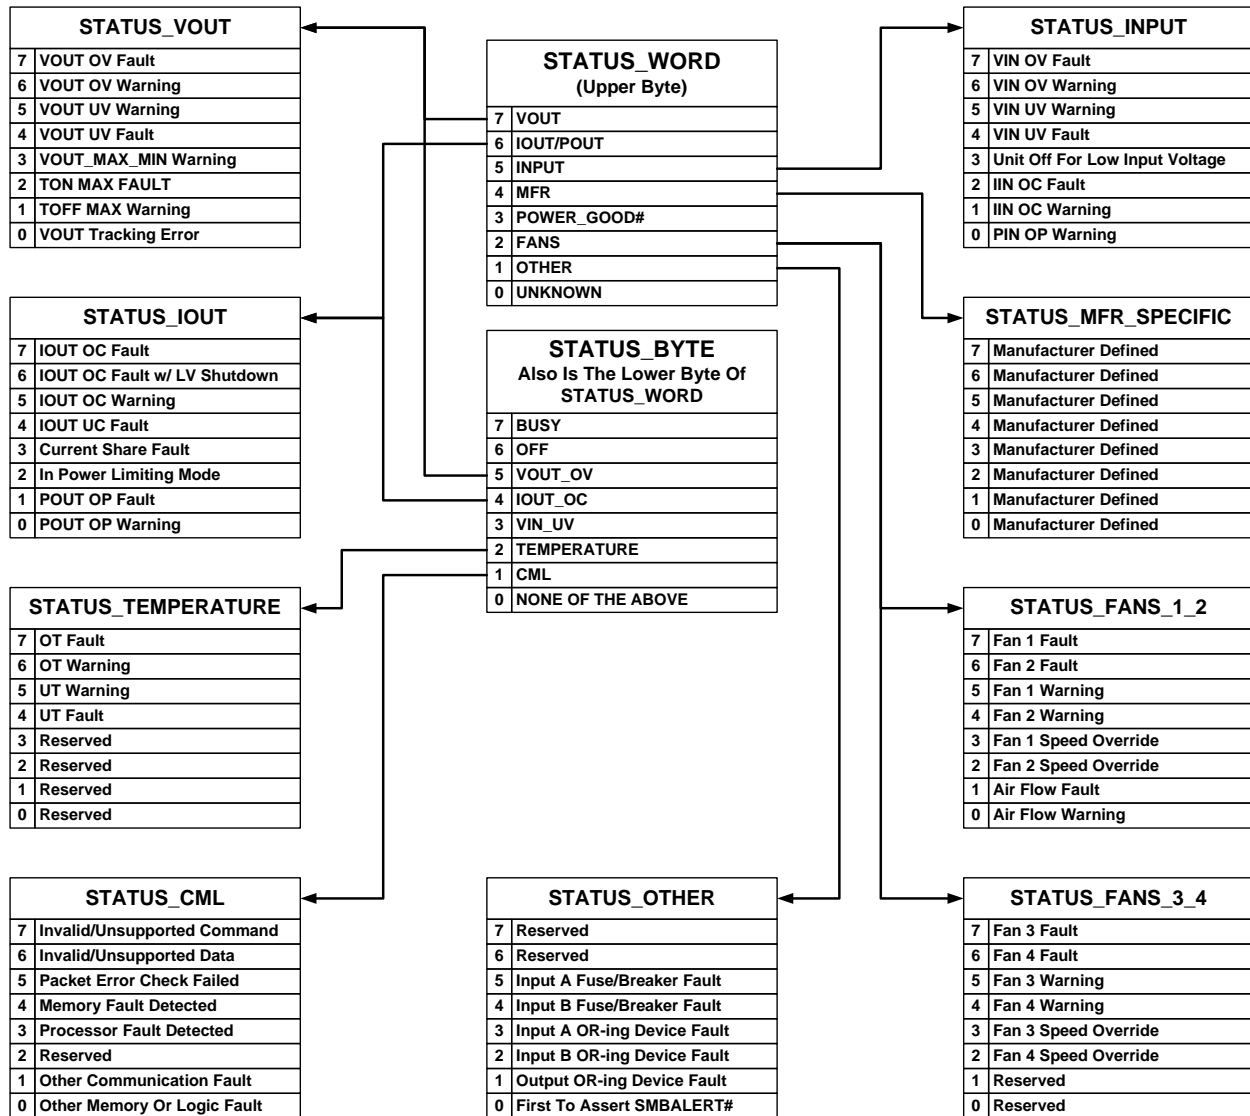 STATUS_VOUT
7 VOUT OV Fault
6 VOUT OV Warning
5 VOUT UV Warning
4 VOUT UV Fault
3 VOUT_MAX_MIN Warning
2 TON MAX FAULT
1 TOFF MAX Warning
0 VOUT Tracking Error
STATUS_IOUT
7 IOUT OC Fault
6 IOUT OC Fault w/ LV Shutdown
5 IOUT OC Warning
4 IOUT UC Fault
3 Current Share Fault
2 In Power Limiting Mode
1 POUT OP Fault
0 POUT OP Warning
STATUS_TEMPERATURE
7 OT Fault
6 OT Warning
5 UT Warning
4 UT Fault
3 Reserved
2 Reserved
1 Reserved
0 Reserved
STATUS_CML
7 Invalid/Unsupported Command
6 Invalid/Unsupported Data
5 Packet Error Check Failed
4 Memory Fault Detected
3 Processor Fault Detected
2 Reserved
1 Other Communication Fault
0 Other Memory Or Logic Fault
STATUS_WORD
(Upper Byte)
7 VOUT
6 IOUT/POUT
5 INPUT
4 MFR
3 POWER_GOOD#
2 FANS
1 OTHER
0 UNKNOWN
STATUS_BYTE
Also Is The Lower Byte Of
STATUS_WORD
7 BUSY
6 OFF
5 VOUT_OV
4 IOUT_OC
3 VIN_UV
2 TEMPERATURE
1 CML
0 NONE OF THE ABOVE
STATUS_OTHER
7 Reserved
6 Reserved
5 Input A Fuse/Breaker Fault
4 Input B Fuse/Breaker Fault
3 Input A OR-ing Device Fault
2 Input B OR-ing Device Fault
1 Output OR-ing Device Fault
0 First To Assert SMBALERT#
STATUS_INPUT
7 VIN OV Fault
6 VIN OV Warning
5 VIN UV Warning
4 VIN UV Fault
3 Unit Off For Low Input Voltage
2 IIN OC Fault
1 IIN OC Warning
0 PIN OP Warning
STATUS_MFR_SPECIFIC
7 Manufacturer Defined
6 Manufacturer Defined
5 Manufacturer Defined
4 Manufacturer Defined
3 Manufacturer Defined
2 Manufacturer Defined
1 Manufacturer Defined
0 Manufacturer Defined
STATUS_FANS_1_2
7 Fan 1 Fault
6 Fan 2 Fault
5 Fan 1 Warning
4 Fan 2 Warning
3 Fan 1 Speed Override
2 Fan 2 Speed Override
1 Air Flow Fault
0 Air Flow Warning
STATUS_FANS_3_4
7 Fan 3 Fault
6 Fan 4 Fault
5 Fan 3 Warning
4 Fan 4 Warning
3 Fan 3 Speed Override
2 Fan 4 Speed Override
1 Reserved
0 Reserved